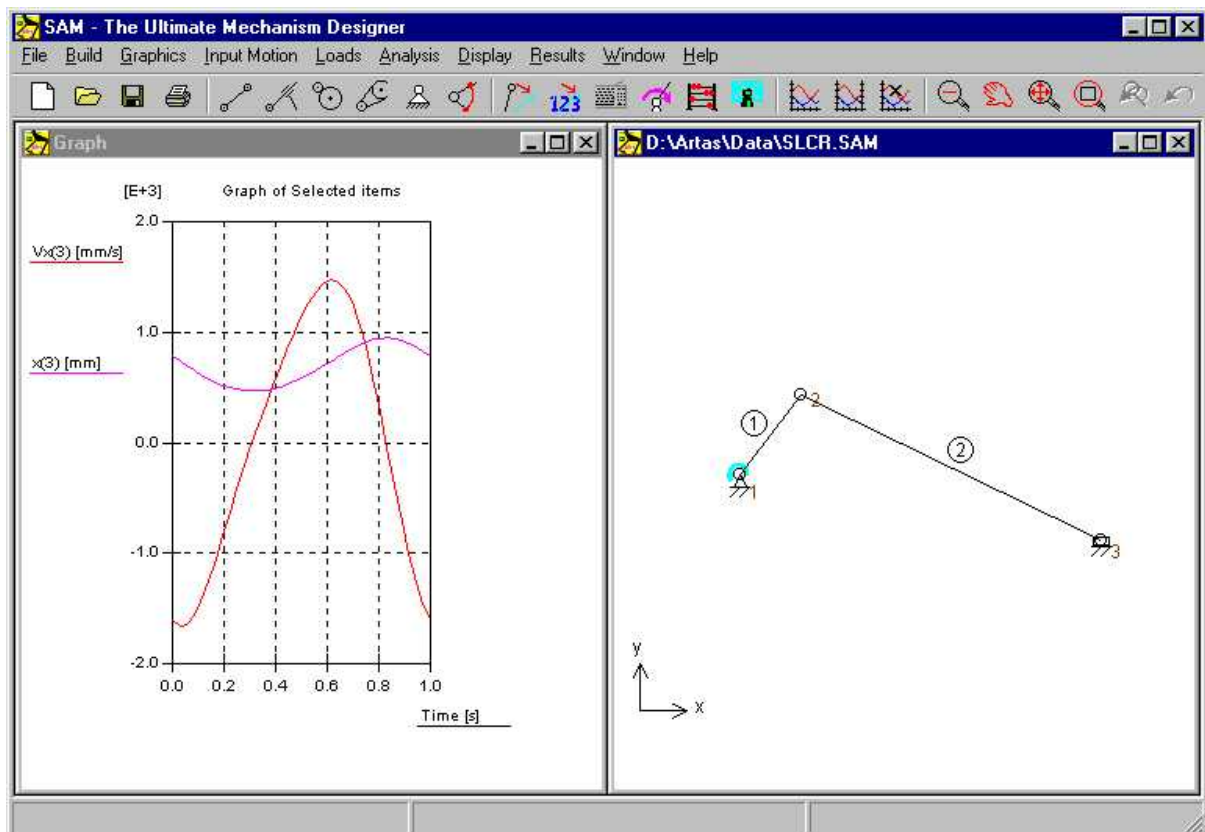 SAM - The Ultimate Mechanism Designer
File Build Graphics Input Motion Loads Analysis Display Results Window Help
123
Graph
[E+3] Graph of Selected items
Vx(3) [mm/s]
x(3) [mm]
2.0
1.0
0.0
-1.0
-2.0
0.0 0.2 0.4 0.6 0.8 1.0
Time [s]
D:\Artas\Data\SLCR.SAM
1
2
2
1
3
y
x